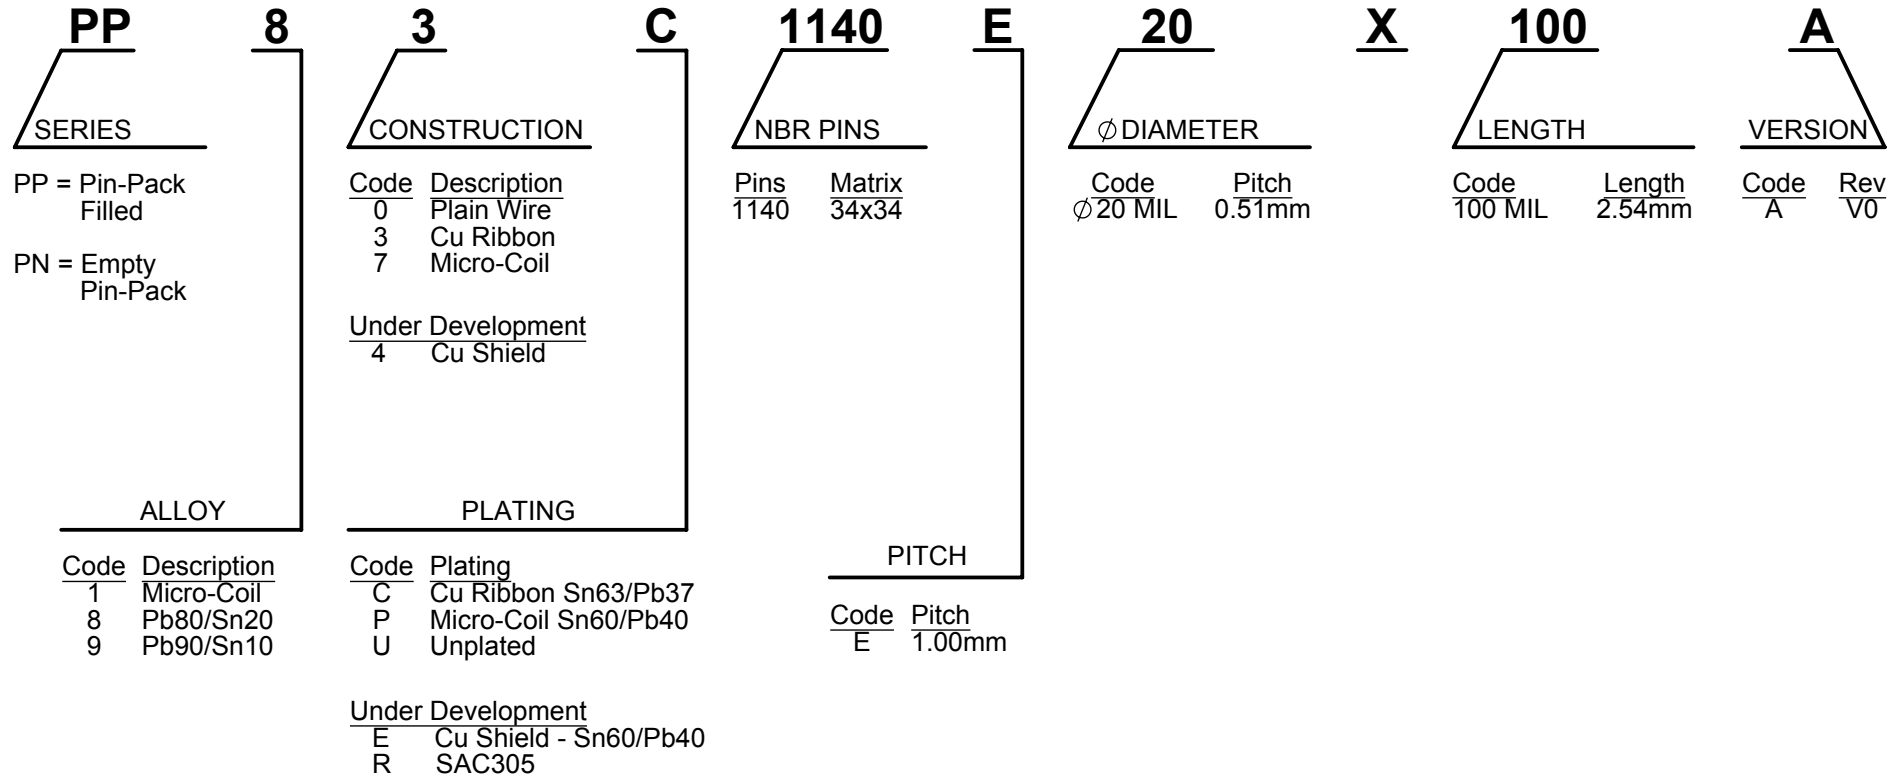 PP 8 3 C 1140 E 20 X 100 A
SERIES
PP = Pin-Pack
Filled
PN = Empty
Pin-Pack
CONSTRUCTION
Code Description
0 Plain Wire
3 Cu Ribbon
7 Micro-Coil
Under Development
4 Cu Shield
NBR PINS
Pins Matrix
1140 34x34
∅ DIAMETER
Code Pitch
∅ 20 MIL 0.51mm
LENGTH
Code Length
100 MIL 2.54mm
VERSION
Code Rev
A V0
ALLOY
Code Description
1 Micro-Coil
8 Pb80/Sn20
9 Pb90/Sn10
PLATING
Code Plating
C Cu Ribbon Sn63/Pb37
P Micro-Coil Sn60/Pb40
U Unplated
Under Development
E Cu Shield - Sn60/Pb40
R SAC305
PITCH
Code Pitch
E 1.00mm